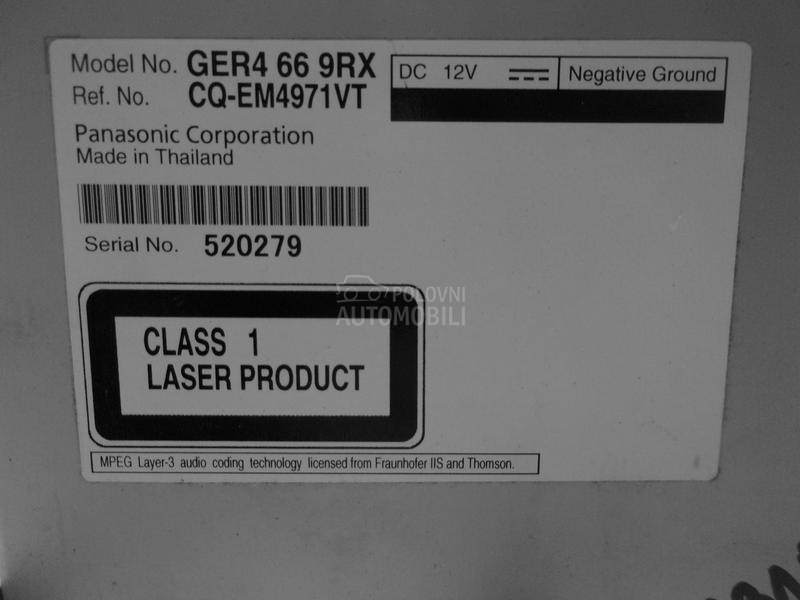 Model No. GER4 66 9RX
Ref. No. CQ-EM4971VT
DC 12V Negative Ground
Panasonic Corporation
Made in Thailand
Serial No. 520279
POLOVNI
AUTOMOBILI
CLASS 1
LASER PRODUCT
MPEG Layer-3 audio coding technology licensed from Fraunhofer IIS and Thomson.